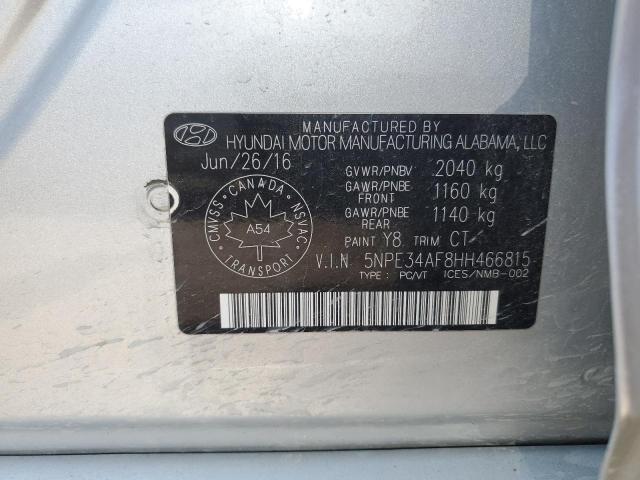 MANUFACTURED BY
HYUNDAI MOTOR MANUFACTURING ALABAMA, LLC
Jun/26/16
GVWR/PNBV 2040 kg
GAWR/PNBE FRONT 1160 kg
GAWR/PNBE REAR 1140 kg
PAINT Y8 TRIM CT
V.I.N. 5NPE34AF8HH466815
TYPE : PC/VT ICES/NMB-002
CMVSS • CANADA • NSVAC
A54
TRANSPORT